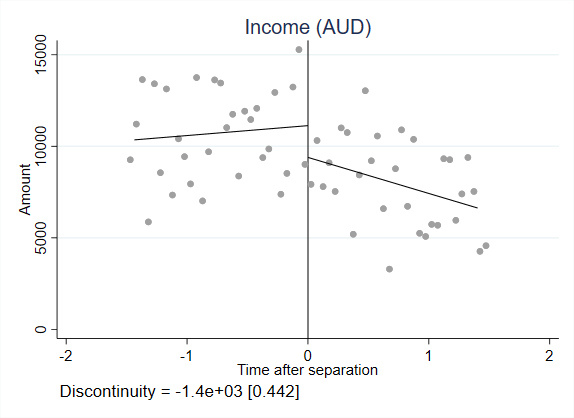 Income (AUD)
15000
10000
5000
0
Amount
-2 -1 0 1 2
Time after separation
Discontinuity = -1.4e+03 [0.442]